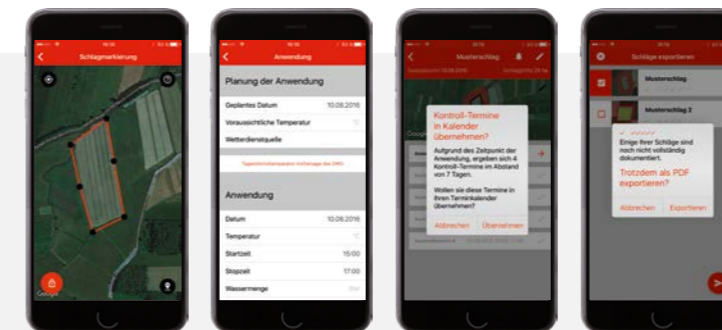 Schlagmarkierung
Google
Anwendung
Planung der Anwendung
Geplantes Datum 10.08.2016
Voraussichtliche Temperatur °C
Wetterdienstquelle
Anwendung
Datum 10.08.2016
Temperatur °C
Startzeit 15:00
Stopzeit 17:00
Wassermenge
Musterschlag
Kontroll-Termine
in Kalender
übernehmen?
Aufgrund des Zeitpunkt der
Anwendung, ergeben sich 4
Kontroll-Termine im Abstand
von 7 Tagen.
Wollen sie diese Termine in
Ihren Terminkalender
übernehmen?
Abbrechen Übernehmen
Schläge exportieren
Musterschlag
Musterschlag 2
Einige Ihrer Schläge sind
noch nicht vollständig
dokumentiert.
Trotzdem als PDF
exportieren?
Abbrechen Exportieren